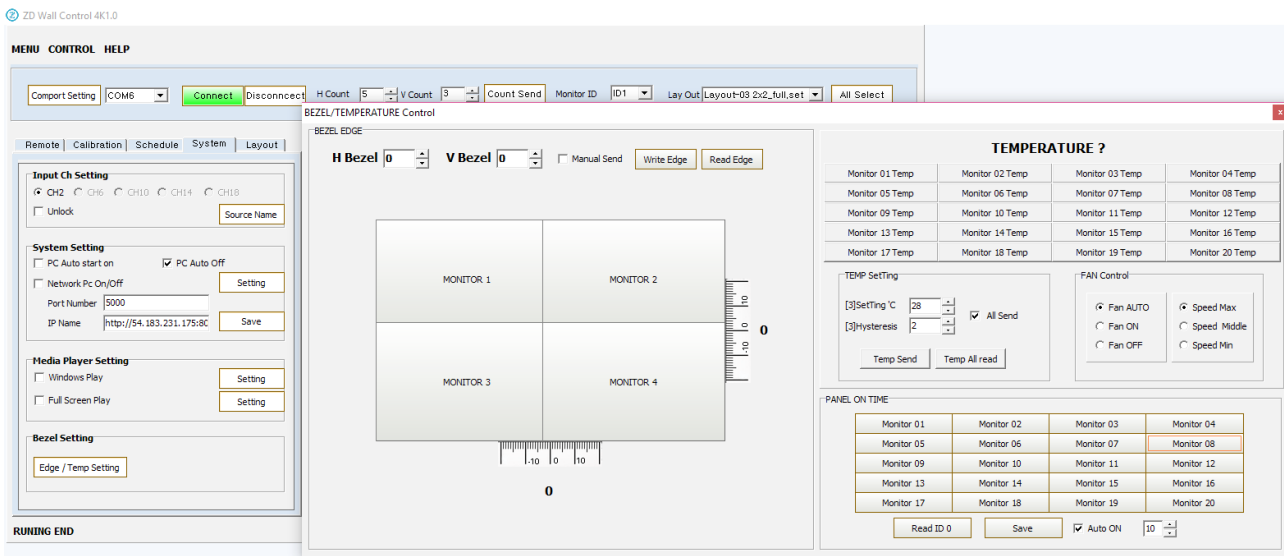 ZD Wall Control 4K1.0
MENU CONTROL HELP
Comport Setting COM6 Connect Disconncect H Count 5 V Count 3 Count Send Monitor ID ID1 Lay Out Layout-03 2x2_full,set All Select
BEZEL/TEMPERATURE Control x
Remote Calibration Schedule System Layout
Input Ch Setting
CH2 CH6 CH10 CH14 CH18
Unlock Source Name
System Setting
PC Auto start on PC Auto Off
Network Pc On/Off Setting
Port Number 5000
IP Name http://54.183.231.175:80 Save
Media Player Setting
Windows Play Setting
Full Screen Play Setting
Bezel Setting
Edge / Temp Setting
RUNING END
BEZEL EDGE
H Bezel 0 V Bezel 0 Manual Send Write Edge Read Edge
MONITOR 1 MONITOR 2
MONITOR 3 MONITOR 4
10
0
-10
0
-10 0 10
0
TEMPERATURE ?
Monitor 01 Temp Monitor 02 Temp Monitor 03 Temp Monitor 04 Temp
Monitor 05 Temp Monitor 06 Temp Monitor 07 Temp Monitor 08 Temp
Monitor 09 Temp Monitor 10 Temp Monitor 11 Temp Monitor 12 Temp
Monitor 13 Temp Monitor 14 Temp Monitor 15 Temp Monitor 16 Temp
Monitor 17 Temp Monitor 18 Temp Monitor 19 Temp Monitor 20 Temp
TEMP SetTing
[3]SetTing 'C 28
[3]Hysteresis 2
All Send
Temp Send Temp All read
FAN Control
Fan AUTO Speed Max
Fan ON Speed Middle
Fan OFF Speed Min
PANEL ON TIME
Monitor 01 Monitor 02 Monitor 03 Monitor 04
Monitor 05 Monitor 06 Monitor 07 Monitor 08
Monitor 09 Monitor 10 Monitor 11 Monitor 12
Monitor 13 Monitor 14 Monitor 15 Monitor 16
Monitor 17 Monitor 18 Monitor 19 Monitor 20
Read ID 0 Save Auto ON 10